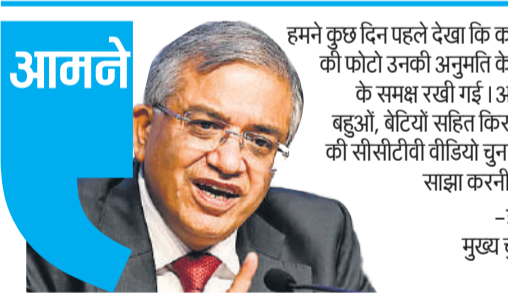 आमने
हमने कुछ दिन पहले देखा कि
की फोटो उनकी अनुमति के
के समक्ष रखी गई ।
बहुओं, बेटियों सहित
की सीसीटीवी वीडियो
साझा करनी
मुख्य